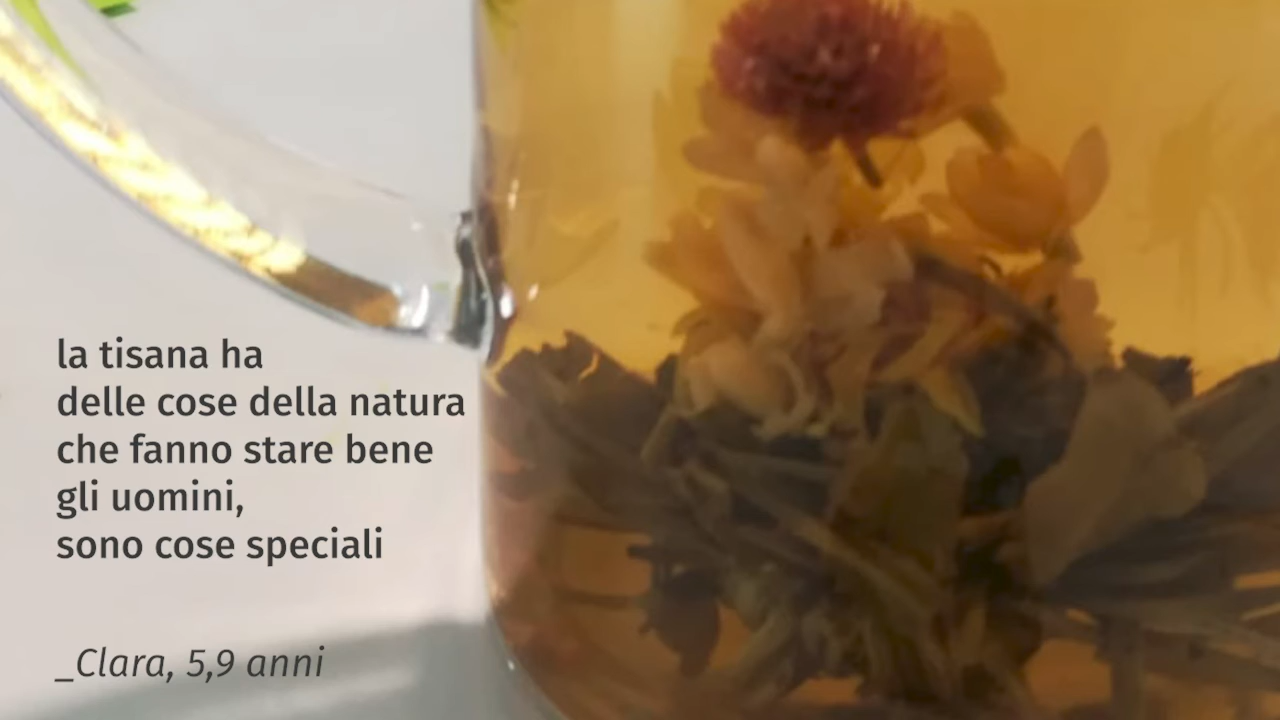 la tisana ha
delle cose della natura
che fanno stare bene
gli uomini,
sono cose speciali
_Clara, 5,9 anni